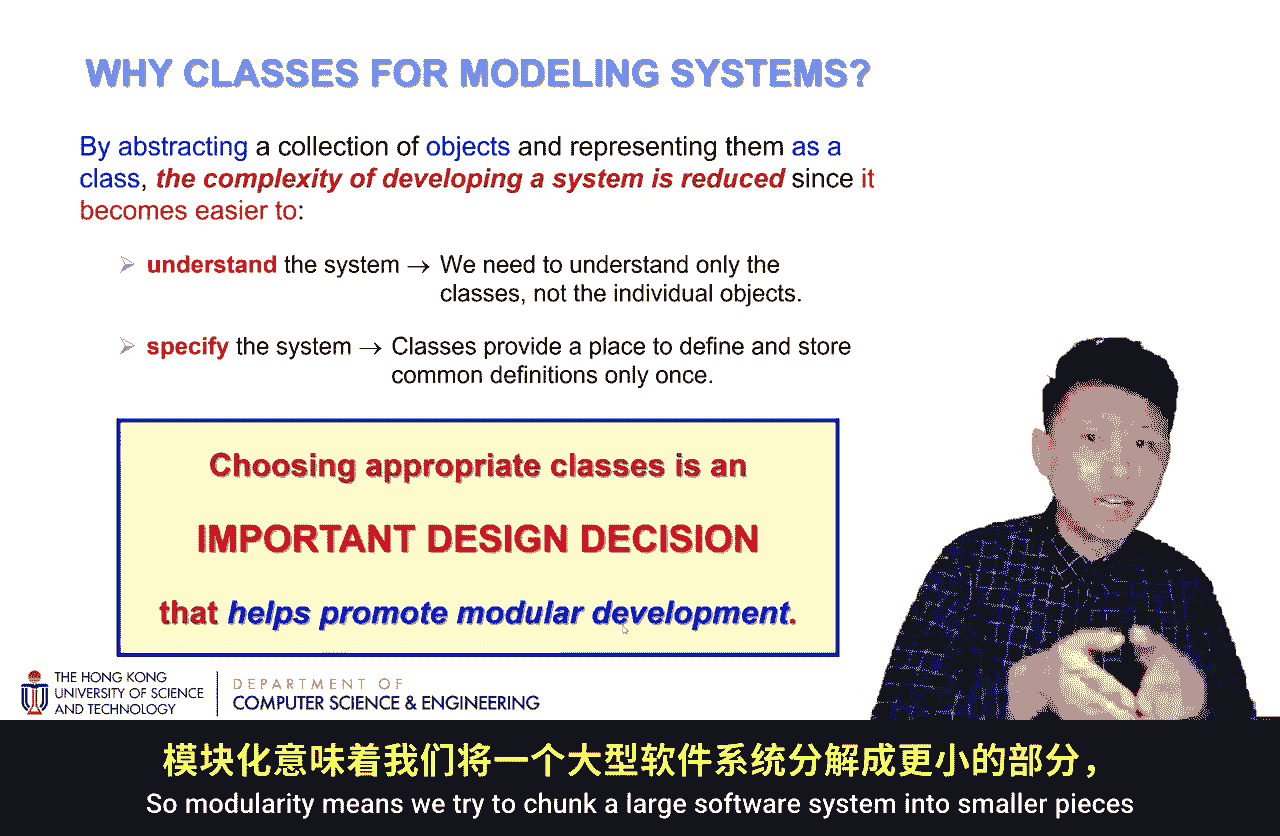 WHY CLASSES FOR MODELING SYSTEMS?
By abstracting a collection of objects and representing them as a
class, the complexity of developing a system is reduced since it
becomes easier to:
➢ understand the system → We need to understand only the
classes, not the individual objects.
➢ specify the system → Classes provide a place to define and store
common definitions only once.
Choosing appropriate classes is an
IMPORTANT DESIGN DECISION
that helps promote modular development.
THE HONG KONG
UNIVERSITY OF SCIENCE
AND TECHNOLOGY
DEPARTMENT OF
COMPUTER SCIENCE & ENGINEERING
模块化意味着我们将一个大型软件系统分解成更小的部分，
So modularity means we try to chunk a large software system into smaller pieces